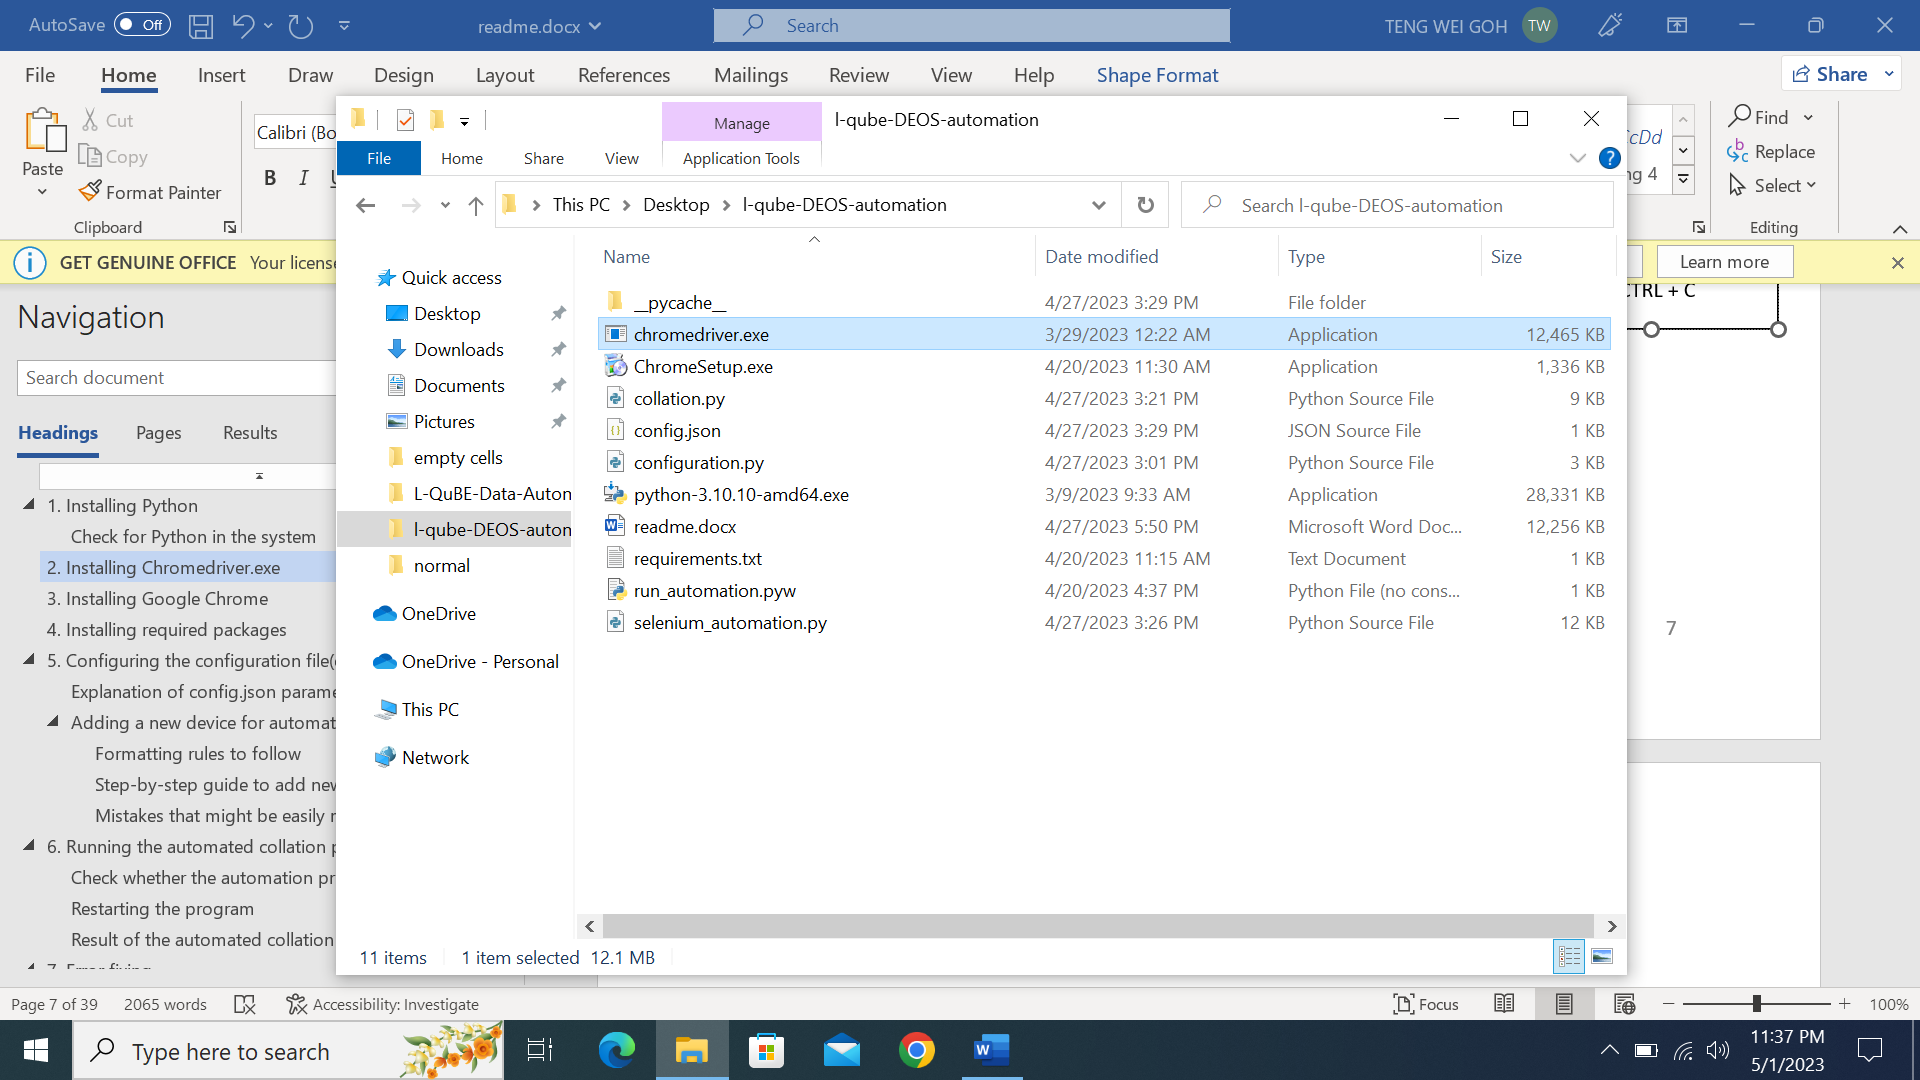 AutoSave Off readme.docx Search TENG WEI GOH TW
File Home Insert Draw Design Layout References Mailings Review View Help Shape Format Share
Paste Cut Copy Format Painter Clipboard
Calibri (Bo
B I U
Find Replace Select Editing
GET GENUINE OFFICE Your license Learn more
Navigation
Search document
Headings Pages Results
1. Installing Python
Check for Python in the system
2. Installing Chromedriver.exe
3. Installing Google Chrome
4. Installing required packages
5. Configuring the configuration file(
Explanation of config.json parame
Adding a new device for automat
Formatting rules to follow
Step-by-step guide to add new
Mistakes that might be easily
6. Running the automated collation p
Check whether the automation pr
Restarting the program
Result of the automated collation
7. Error fixing
Manage l-qube-DEOS-automation
File Home Share View Application Tools
This PC Desktop l-qube-DEOS-automation Search l-qube-DEOS-automation
Quick access
Desktop
Downloads
Documents
Pictures
empty cells
L-QuBE-Data-Auton
l-qube-DEOS-autom
normal
OneDrive
OneDrive - Personal
This PC
Network
Name Date modified Type Size
__pycache__ 4/27/2023 3:29 PM File folder
chromedriver.exe 3/29/2023 12:22 AM Application 12,465 KB
ChromeSetup.exe 4/20/2023 11:30 AM Application 1,336 KB
collation.py 4/27/2023 3:21 PM Python Source File 9 KB
config.json 4/27/2023 3:29 PM JSON Source File 1 KB
configuration.py 4/27/2023 3:01 PM Python Source File 3 KB
python-3.10.10-amd64.exe 3/9/2023 9:33 AM Application 28,331 KB
readme.docx 4/27/2023 5:50 PM Microsoft Word Doc... 12,256 KB
requirements.txt 4/20/2023 11:15 AM Text Document 1 KB
run_automation.pyw 4/20/2023 4:37 PM Python File (no cons... 1 KB
selenium_automation.py 4/27/2023 3:26 PM Python Source File 12 KB
11 items 1 item selected 12.1 MB
CTRL + C
7
Page 7 of 39 2065 words Accessibility: Investigate Focus 100%
Type here to search
11:37 PM
5/1/2023